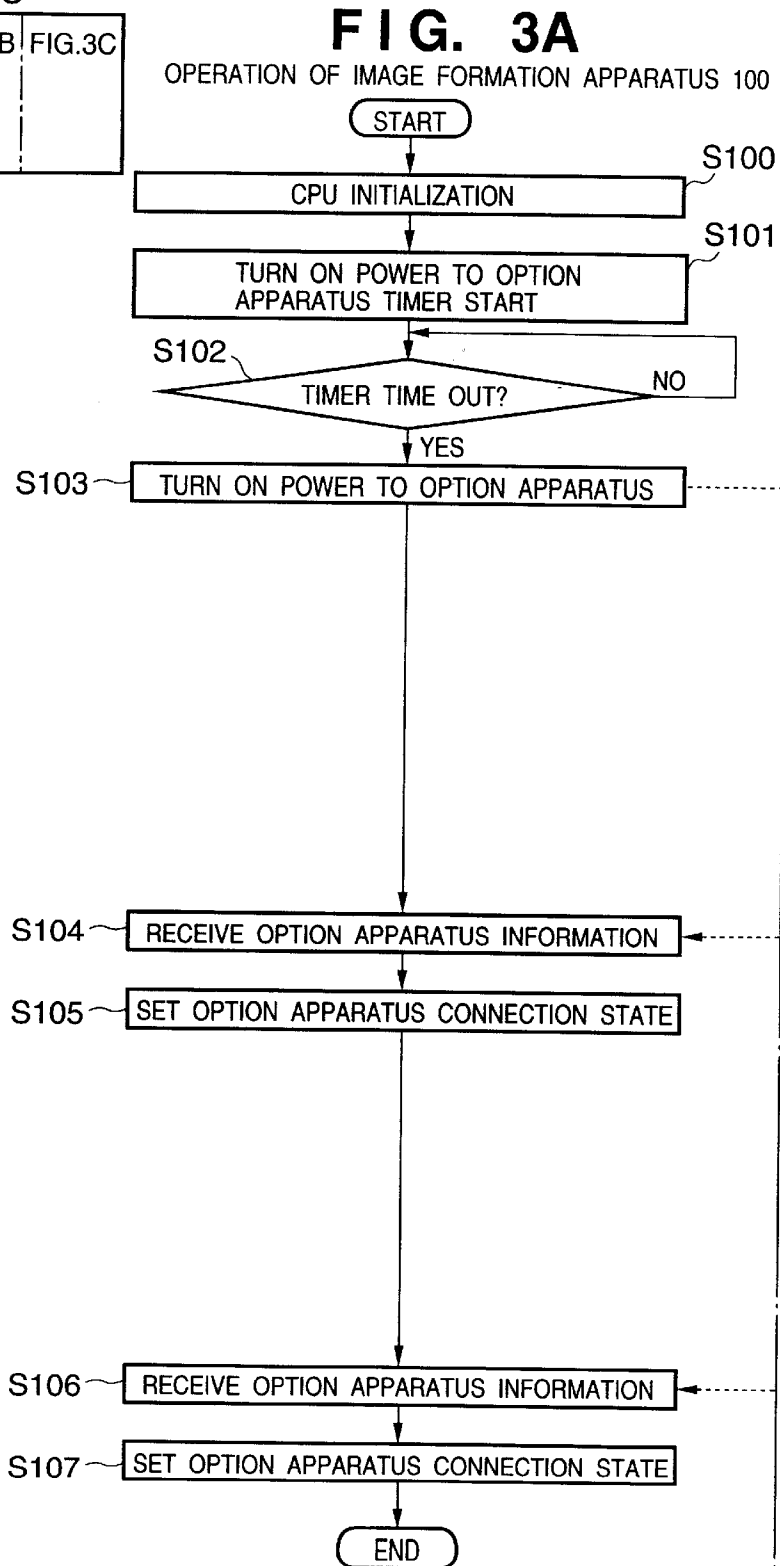 B FIG.3C
FIG. 3A
OPERATION OF IMAGE FORMATION APPARATUS 100
START
S100
CPU INITIALIZATION
S101
TURN ON POWER TO OPTION
APPARATUS TIMER START
S102
TIMER TIME OUT?
NO
YES
S103
TURN ON POWER TO OPTION APPARATUS
S104
RECEIVE OPTION APPARATUS INFORMATION
S105
SET OPTION APPARATUS CONNECTION STATE
S106
RECEIVE OPTION APPARATUS INFORMATION
S107
SET OPTION APPARATUS CONNECTION STATE
END